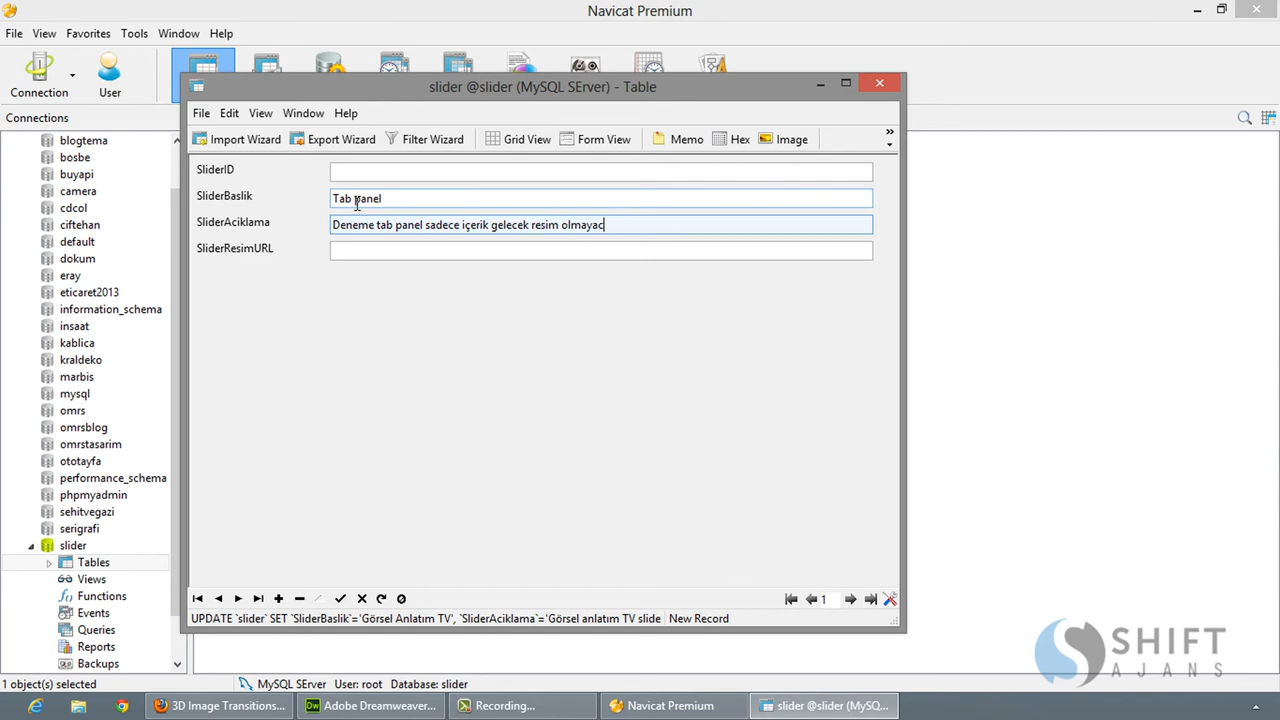 Navicat Premium
File View Favorites Tools Window Help
Connection
User
Connections
blogtema
bosbe
buyapi
camera
cdcol
ciftehan
default
dokum
eray
eticaret2013
information_schema
insaat
kablica
kraldeko
marbis
mysql
omrs
omrsblog
omrstasarim
ototayfa
performance_schema
phpmyadmin
sehitvegazi
serigrafi
slider
Tables
Views
Functions
Events
Queries
Reports
Backups
slider @slider (MySQL SErver) - Table
File Edit View Window Help
Import Wizard Export Wizard Filter Wizard Grid View Form View Memo Hex Image
SliderID
SliderBaslik Tab panel
SliderAciklama Deneme tab panel sadece içerik gelecek resim olmayac
SliderResimURL
1
UPDATE `slider` SET `SliderBaslik`='Görsel Anlatım TV', `SliderAciklama`='Görsel anlatım TV slide New Record
SHIFT
AJANS
1 object(s) selected MySQL SErver User: root Database: slider
3D Image Transitions... Adobe Dreamweaver... Recording... Navicat Premium slider @slider (MySQ...